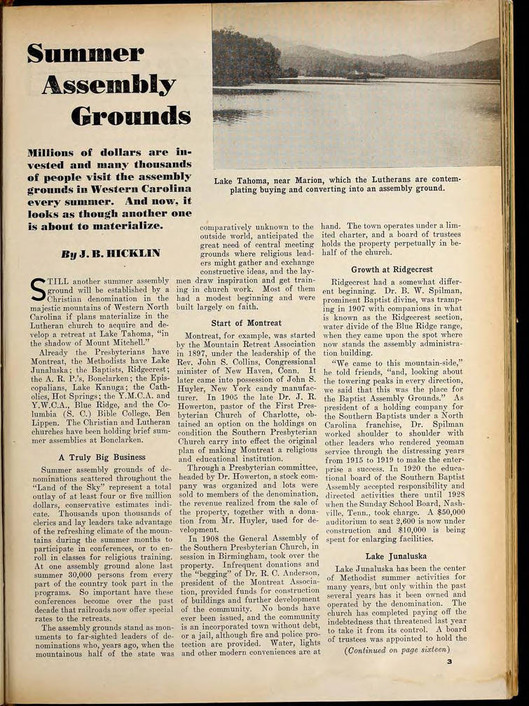 Summer
Assembly
Grounds
Millions of dollars are in-
vested and many thousands
of people visit the assembly
grounds in Western Carolina
every summer. And now, it
looks as though another one
is about to materialize.
By J. B. HICKLIN
Lake Tahoma, near Marion, which the Lutherans are contem-
plating buying and converting into an assembly ground.
STILL another summer assembly
ground will be established by a
Christian denomination in the
majestic mountains of Western North
Carolina if plans materialize in the
Lutheran church to acquire and de-
velop a retreat at Lake Tahoma, "in
the shadow of Mount Mitchell."
Already the Presbyterians have
Montreat, the Methodists have Lake
Junaluska; the Baptists, Ridgecrest;
the A. R. P.'s, Bonclarken; the Epis-
copalians, Lake Kanuga; the Cath-
olics, Hot Springs; the Y.M.C.A. and
Y.W.C.A., Blue Ridge, and the Co-
lumbia (S. C.) Bible College, Ben
Lippen. The Christian and Lutheran
churches have been holding brief sum-
mer assemblies at Bonclarken.
A Truly Big Business
Summer assembly grounds of de-
nominations scattered throughout the
"Land of the Sky" represent a total
outlay of at least four or five million
dollars, conservative estimates indi-
cate. Thousands upon thousands of
clerics and lay leaders take advantage
of the refreshing climate of the moun-
tains during the summer months to
participate in conferences, or to en-
roll in classes for religious training.
At one assembly ground alone last
summer 30,000 persons from every
part of the country took part in the
programs. So important have these
conferences become over the past
decade that railroads now offer special
rates to the retreats.
The assembly grounds stand as mon-
uments to far-sighted leaders of de-
nominations who, years ago, when the
mountainous half of the state was
comparatively unknown to the
outside world, anticipated the
great need of central meeting
grounds where religious lead-
ers might gather and exchange
constructive ideas, and the lay-
men draw inspiration and get train-
ing in church work. Most of them
had a modest beginning and were
built largely on faith.
Start of Montreat
Montreat, for example, was started
by the Mountain Retreat Association
in 1897, under the leadership of the
Rev. John S. Collins, Congressional
minister of New Haven, Conn. It
later came into possession of John S.
Huyler, New York candy manufac-
turer. In 1905 the late Dr. J. R.
Howerton, pastor of the First Pres-
byterian Church of Charlotte, ob-
tained an option on the holdings on
condition the Southern Presbyterian
Church carry into effect the original
plan of making Montreat a religious
and educational institution.
Through a Presbyterian committee,
headed by Dr. Howerton, a stock com-
pany was organized and lots were
sold to members of the denomination,
the revenue realized from the sale of
the property, together with a dona-
tion from Mr. Huyler, used for de-
velopment.
In 1908 the General Assembly of
the Southern Presbyterian Church, in
session in Birmingham, took over the
property. Infrequent donations and
the "begging" of Dr. R. C. Anderson,
president of the Montreat Associa-
tion, provided funds for construction
of buildings and further development
of the community. No bonds have
ever been issued, and the community
is an incorporated town without debt,
or a jail, although fire and police pro-
tection are provided. Water, lights
and other modern conveniences are at
hand. The town operates under a lim-
ited charter, and a board of trustees
holds the property perpetually in be-
half of the church.
Growth at Ridgecrest
Ridgecrest had a somewhat differ-
ent beginning. Dr. B. W. Spilman,
prominent Baptist divine, was tramp-
ing in 1907 with companions in what
is known as the Ridgecrest section,
water divide of the Blue Ridge range,
when they came upon the spot where
now stands the assembly administra-
tion building.
"We came to this mountain-side,"
he told friends, "and, looking about
the towering peaks in every direction,
we said that this was the place for
the Baptist Assembly Grounds." As
president of a holding company for
the Southern Baptists under a North
Carolina franchise, Dr. Spilman
worked shoulder to shoulder with
other leaders who rendered yeoman
service through the distressing years
from 1915 to 1919 to make the enter-
prise a success. In 1920 the educa-
tional board of the Southern Baptist
Assembly accepted responsibility and
directed activities there until 1928
when the Sunday School Board, Nash-
ville, Tenn., took charge. A $50,000
auditorium to seat 2,600 is now under
construction and $10,000 is being
spent for enlarging facilities.
Lake Junaluska
Lake Junaluska has been the center
of Methodist summer activities for
many years, but only within the past
several years has it been owned and
operated by the denomination. The
church has completed paying off the
indebtedness that threatened last year
to take it from its control. A board
of trustees was appointed to hold the
(Continued on page sixteen)
3